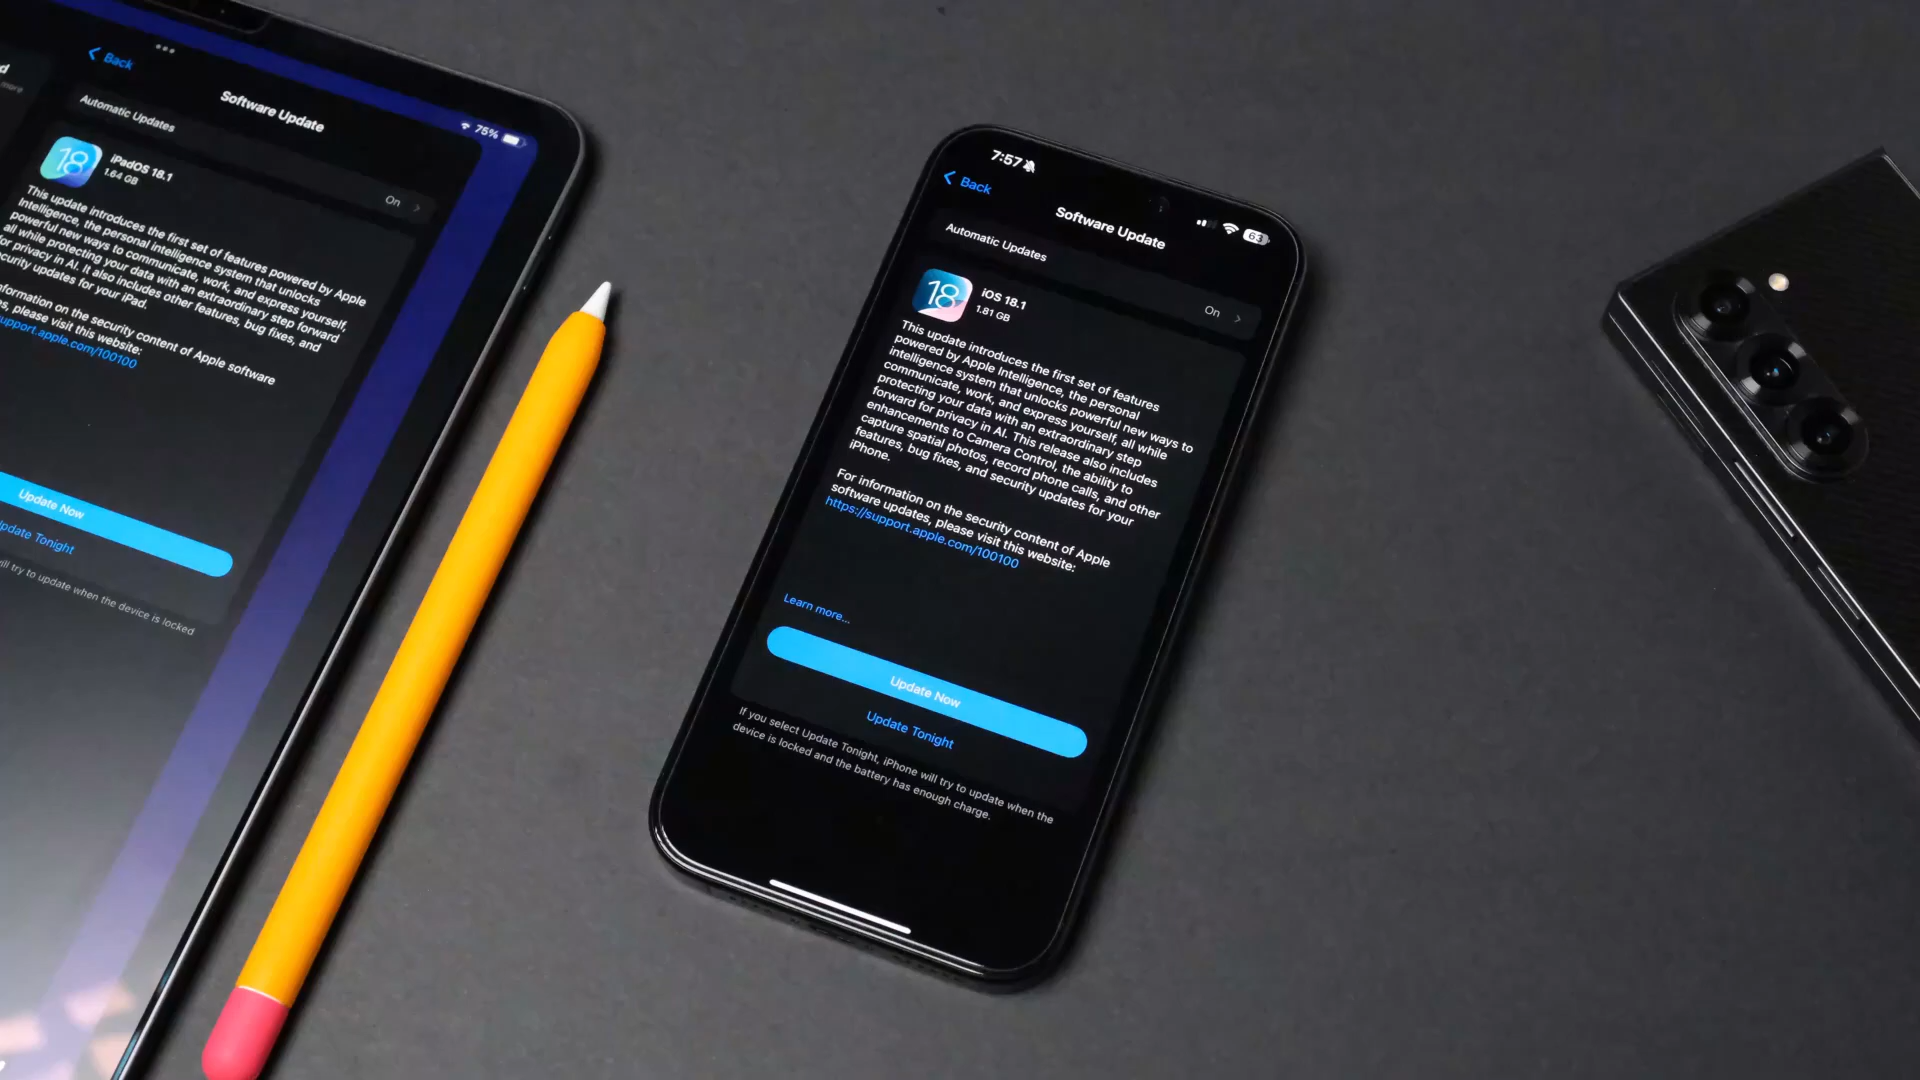 Back
Software Update
75%
Automatic Updates
On
18
iPadOS 18.1
1.64 GB
This update introduces the first set of features powered by Apple
Intelligence, the personal intelligence system that unlocks
powerful new ways to communicate, work, and express yourself,
all while protecting your data with an extraordinary step forward
for privacy in AI. It also includes other features, bug fixes, and
security updates for your iPad.
information on the security content of Apple software
please visit this website:
support.apple.com/100100
Update Now
Update Tonight
will try to update when the device is locked
7:57
63
Back
Software Update
Automatic Updates
On
18
iOS 18.1
1.81 GB
This update introduces the first set of features
powered by Apple Intelligence, the personal
intelligence system that unlocks powerful new ways to
communicate, work, and express yourself, all while
protecting your data with an extraordinary step
forward for privacy in AI. This release also includes
enhancements to Camera Control, the ability to
capture spatial photos, record phone calls, and other
features, bug fixes, and security updates for your
iPhone.
For information on the security content of Apple
software updates, please visit this website:
https://support.apple.com/100100
Learn more...
Update Now
Update Tonight
If you select Update Tonight, iPhone will try to update when the
device is locked and the battery has enough charge.